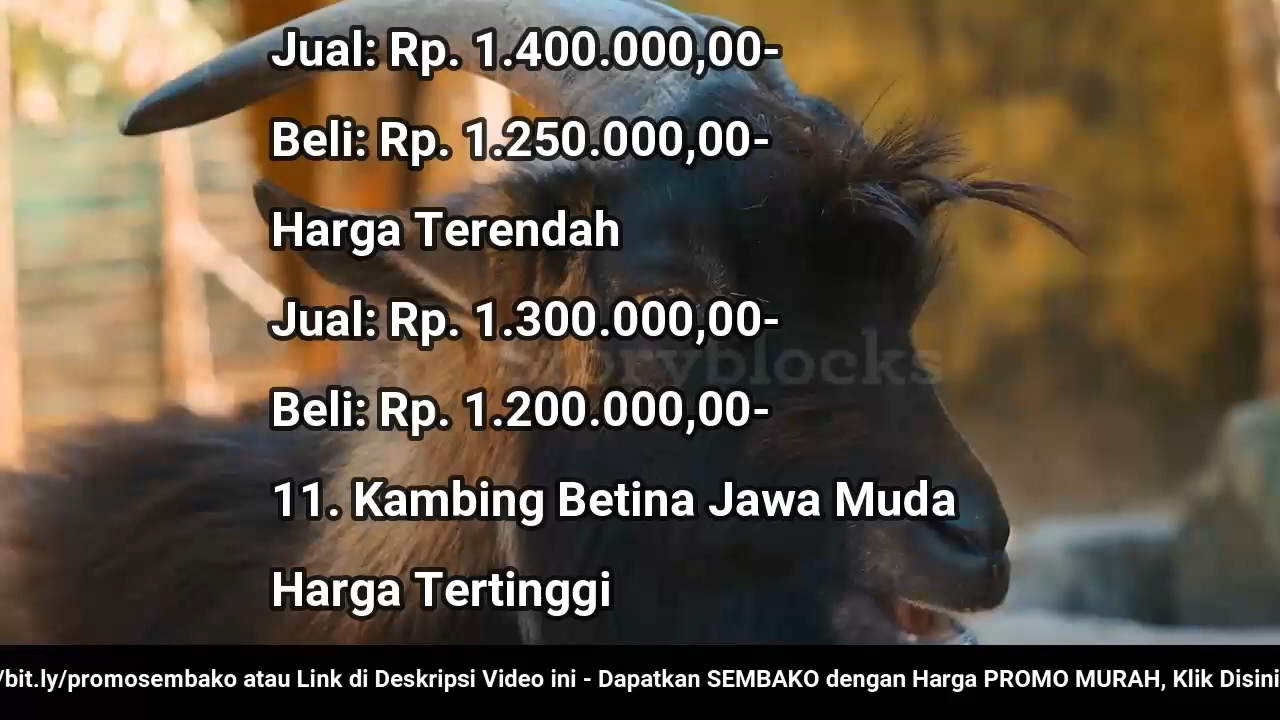 Jual: Rp. 1.400.000,00-
Beli: Rp. 1.250.000,00-
Harga Terendah
Jual: Rp. 1.300.000,00-
Storyblocks
Beli: Rp. 1.200.000,00-
11. Kambing Betina Jawa Muda
Harga Tertinggi
/bit.ly/promosembako atau Link di Deskripsi Video ini - Dapatkan SEMBAKO dengan Harga PROMO MURAH, Klik Disini